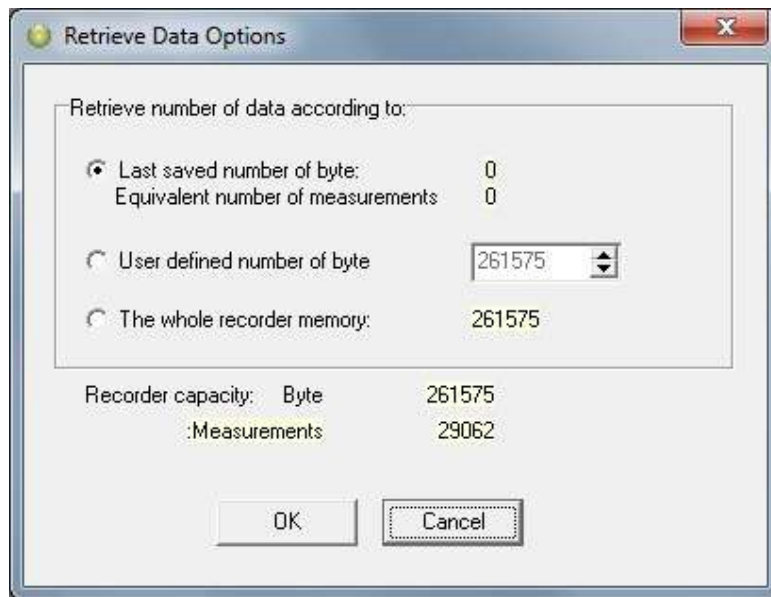 Retrieve Data Options
Retrieve number of data according to:
Last saved number of byte: 0
Equivalent number of measurements 0
User defined number of byte 261575
The whole recorder memory: 261575
Recorder capacity: Byte 261575
:Measurements 29062
OK Cancel